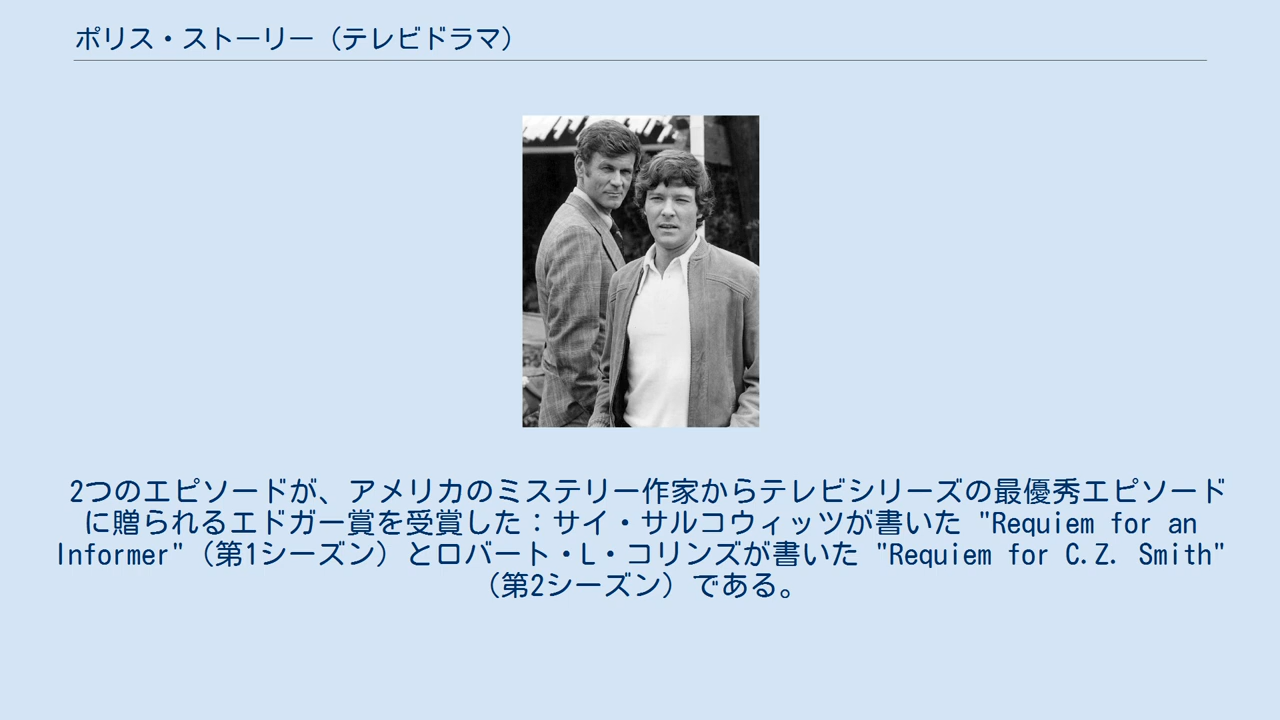 ポリス・ストーリー（テレビドラマ）
2つのエピソードが、アメリカのミステリー作家からテレビシリーズの最優秀エピソード
に贈られるエドガー賞を受賞した：サイ・サルコウィッツが書いた "Requiem for an
Informer"（第1シーズン）とロバート・L・コリンズが書いた "Requiem for C.Z. Smith"
（第2シーズン）である。